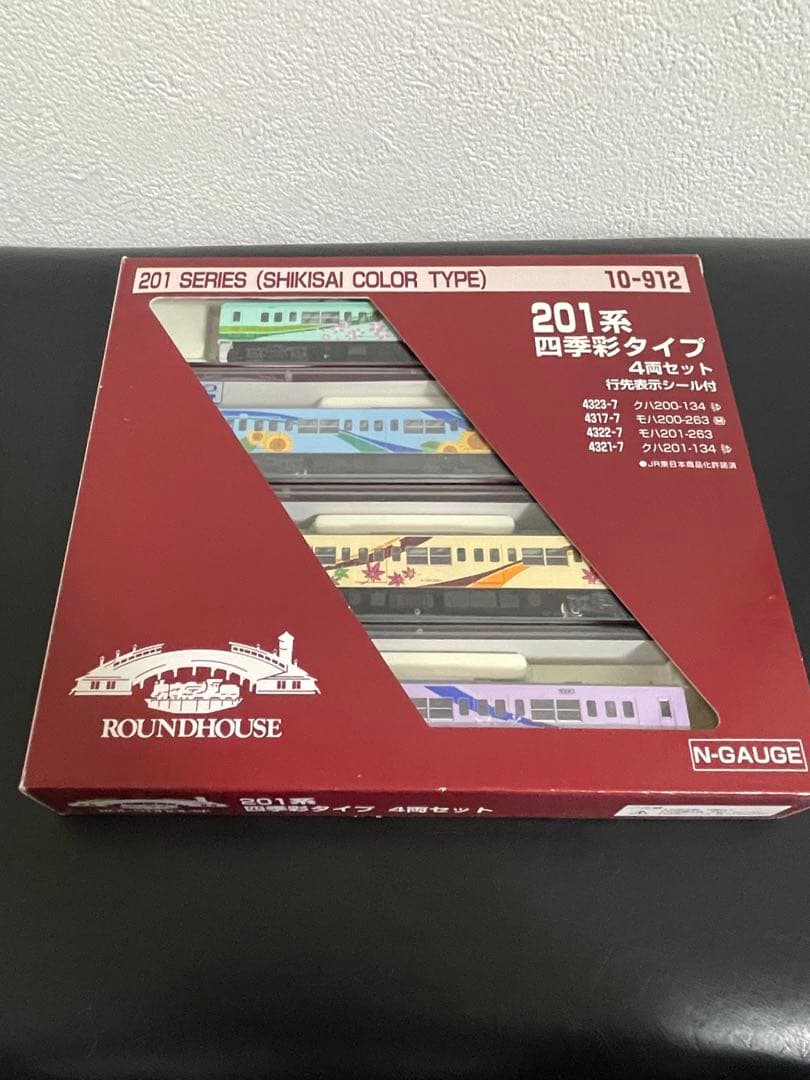 201 SERIES (SHIKISAI COLOR TYPE)
10-912
201系
四季彩タイプ
4両セット
行先表示シール付
4323-7 クハ200-134
4317-7 モハ200-263 M
4322-7 モハ201-263
4321-7 クハ201-134
●JR東日本商品化許諾済
ROUNDHOUSE
N-GAUGE
201系
四季彩タイプ 4両セット